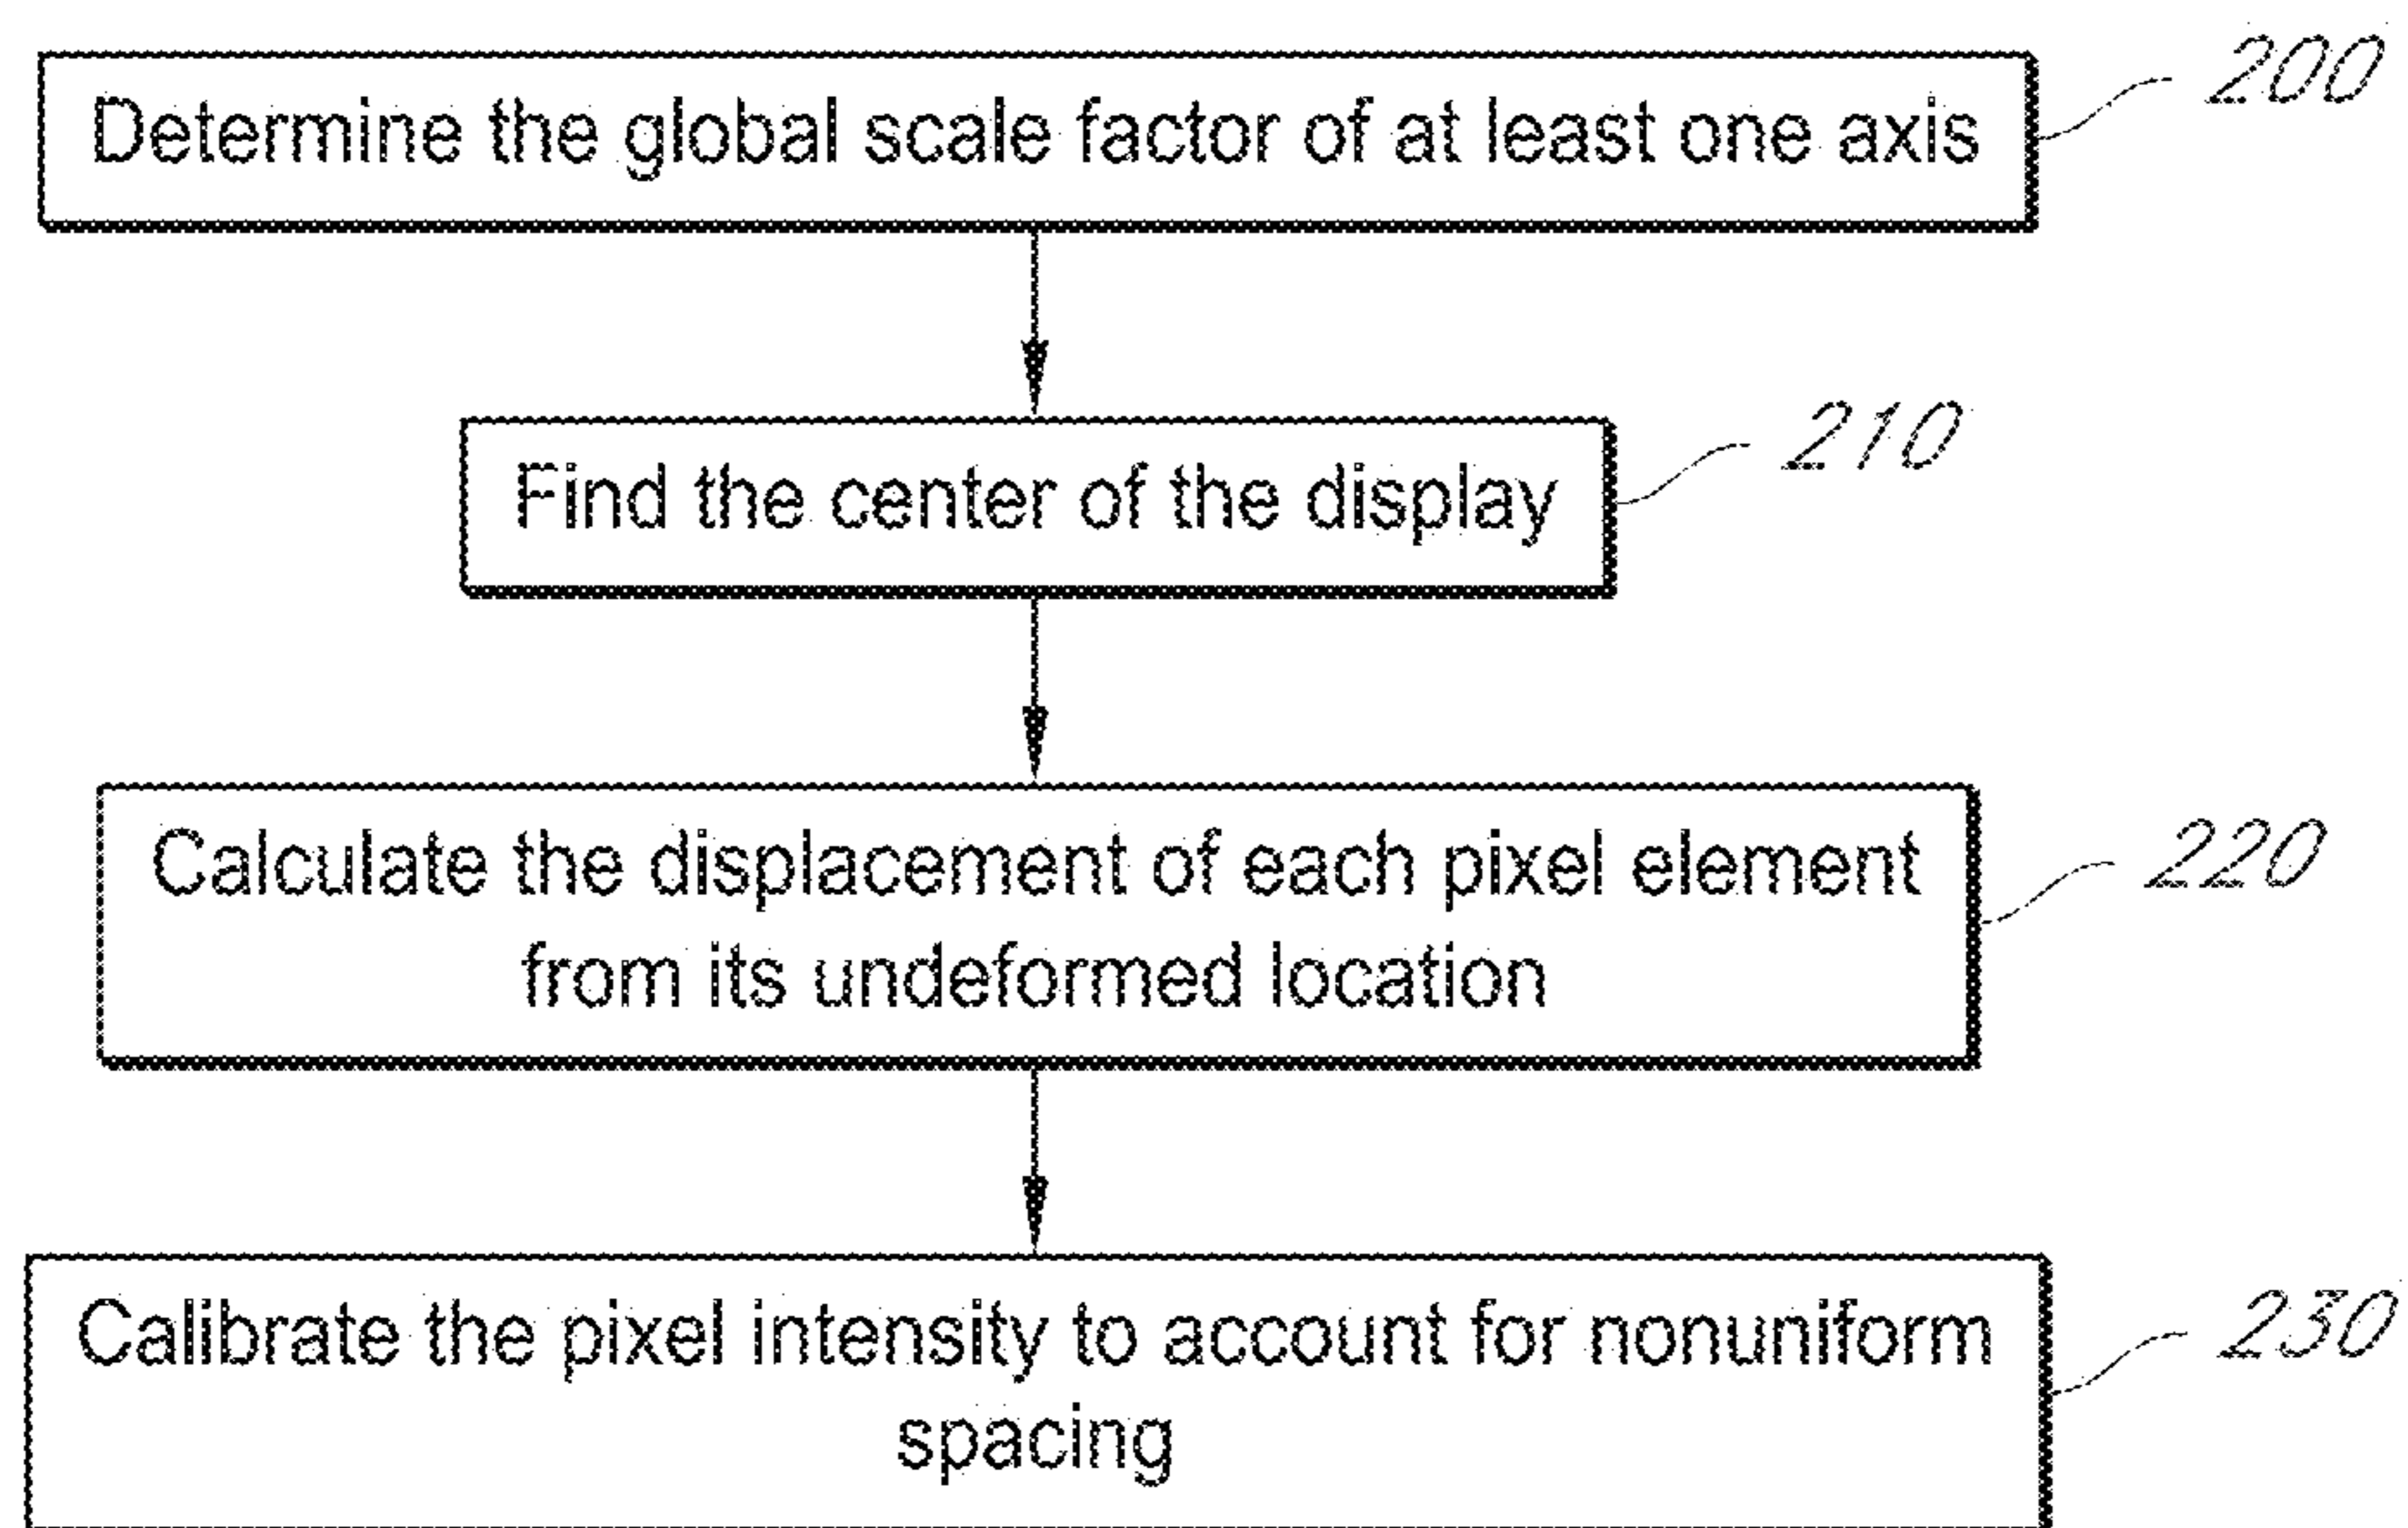 Determine the global scale factor of at least one axis
200
Find the center of the display
210
Calculate the displacement of each pixel element
from its undeformed location
220
Calibrate the pixel intensity to account for nonuniform
spacing
230